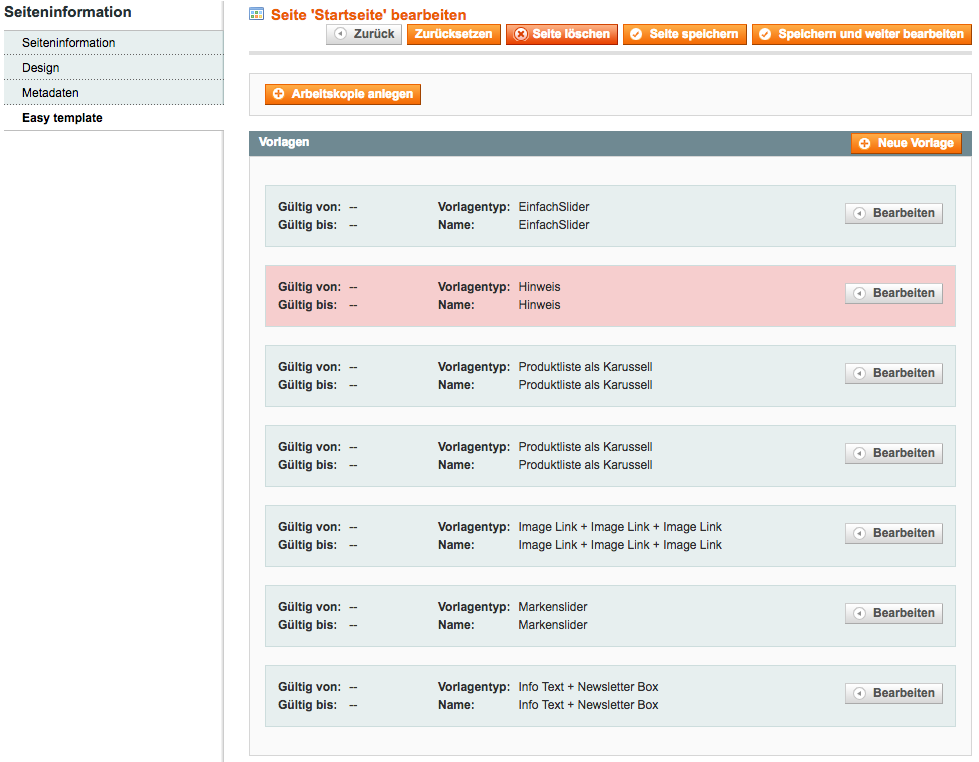 Seiteninformation
Seiteninformation
Design
Metadaten
Easy template
Seite 'Startseite' bearbeiten
Zurück Zurücksetzen Seite löschen Seite speichern Speichern und weiter bearbeiten
Arbeitskopie anlegen
Vorlagen Neue Vorlage
Gültig von: -- Vorlagentyp: EinfachSlider Bearbeiten
Gültig bis: -- Name: EinfachSlider
Gültig von: -- Vorlagentyp: Hinweis Bearbeiten
Gültig bis: -- Name: Hinweis
Gültig von: -- Vorlagentyp: Produktliste als Karussell Bearbeiten
Gültig bis: -- Name: Produktliste als Karussell
Gültig von: -- Vorlagentyp: Produktliste als Karussell Bearbeiten
Gültig bis: -- Name: Produktliste als Karussell
Gültig von: -- Vorlagentyp: Image Link + Image Link + Image Link Bearbeiten
Gültig bis: -- Name: Image Link + Image Link + Image Link
Gültig von: -- Vorlagentyp: Markenslider Bearbeiten
Gültig bis: -- Name: Markenslider
Gültig von: -- Vorlagentyp: Info Text + Newsletter Box Bearbeiten
Gültig bis: -- Name: Info Text + Newsletter Box